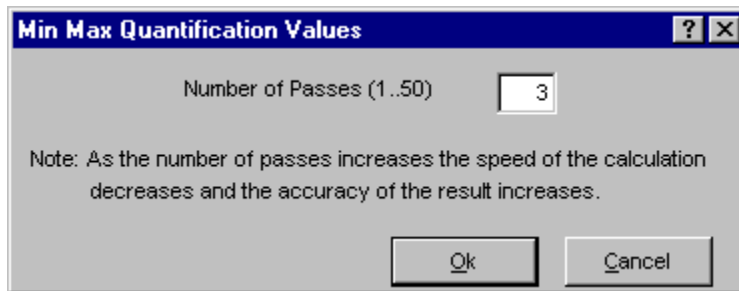 Min Max Quantification Values ? X
Number of Passes (1..50) 3
Note: As the number of passes increases the speed of the calculation
decreases and the accuracy of the result increases.
Ok Cancel